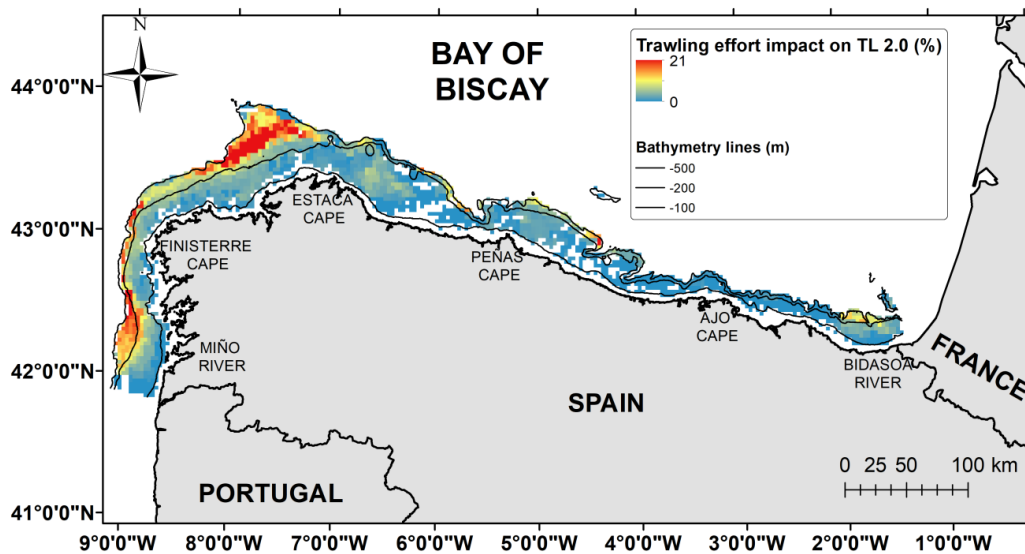 N
BAY OF
BISCAY
Trawling effort impact on TL 2.0 (%)
21
0
Bathymetry lines (m)
-500
-200
-100
44°0'0"N
43°0'0"N
42°0'0"N
41°0'0"N
ESTACA
CAPE
FINISTERRE
CAPE
PEÑAS
CAPE
AJO
CAPE
MIÑO
RIVER
BIDASOA
RIVER
FRANCE
SPAIN
PORTUGAL
0 25 50 100 km
9°0'0"W 8°0'0"W 7°0'0"W 6°0'0"W 5°0'0"W 4°0'0"W 3°0'0"W 2°0'0"W 1°0'0"W 0°